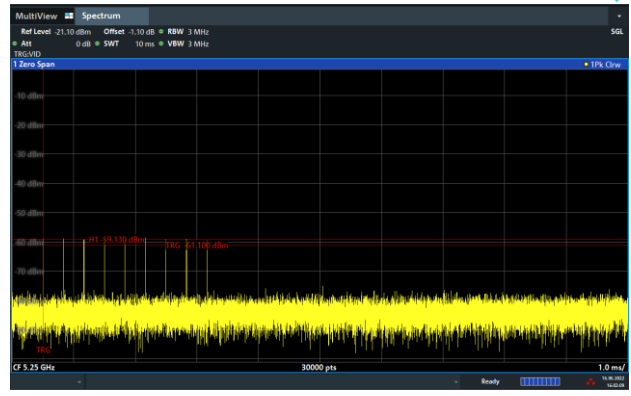 MultiView Spectrum
Ref Level -21.10 dBm Offset -1.10 dB RBW 3 MHz SGL
Att 0 dB SWT 10 ms VBW 3 MHz
TRG:VID
1 Zero Span 1Pk Clrw
-10 dBm
-20 dBm
-30 dBm
-40 dBm
-50 dBm
H1 -59.130 dBm
-60 dBm TRG -61.100 dBm
-70 dBm
TRG
CF 5.25 GHz 30000 pts 1.0 ms/
Ready